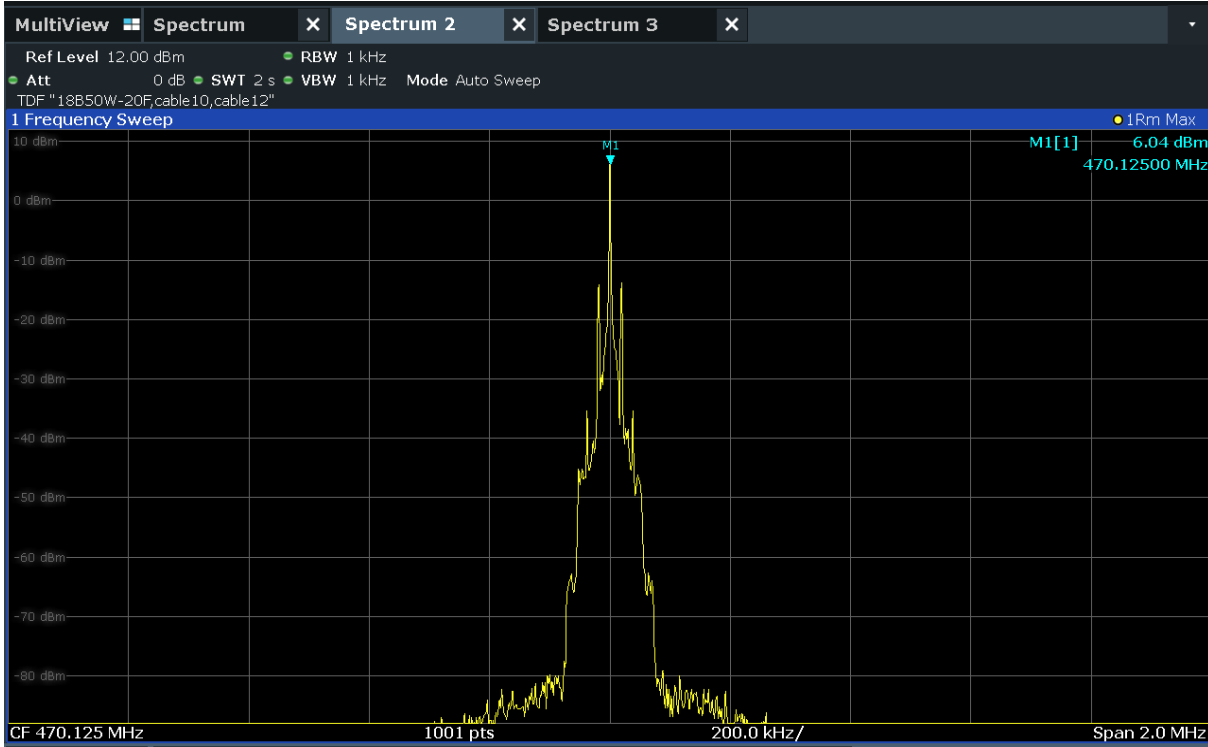 MultiView Spectrum X Spectrum 2 X Spectrum 3 X
Ref Level 12.00 dBm RBW 1 kHz
Att 0 dB SWT 2 s VBW 1 kHz Mode Auto Sweep
TDF "18B50W-20F,cable10,cable12"
1 Frequency Sweep 1Rm Max
10 dBm M1 M1[1] 6.04 dBm
470.12500 MHz
0 dBm
-10 dBm
-20 dBm
-30 dBm
-40 dBm
-50 dBm
-60 dBm
-70 dBm
-80 dBm
CF 470.125 MHz 1001 pts 200.0 kHz/ Span 2.0 MHz